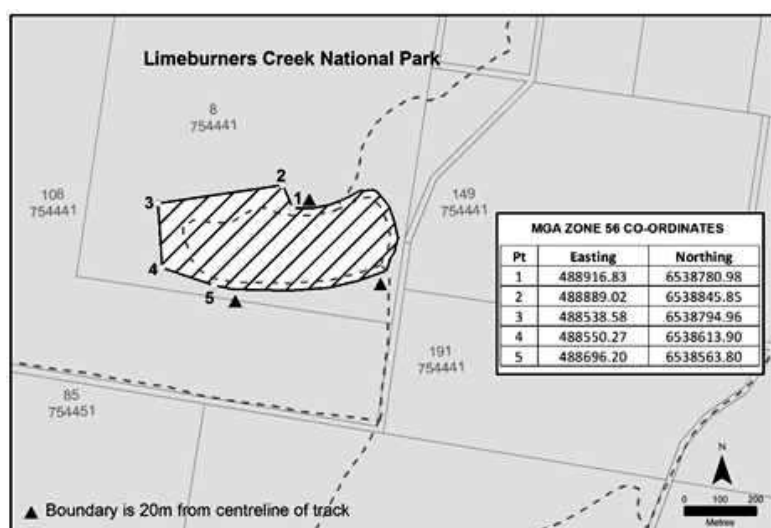 Limeburners Creek National Park
8
754441
108
754441
2
1
3
149
754441
4
5
MGA ZONE 56 CO-ORDINATES
Pt Easting Northing
1 488916.83 6538780.98
2 488889.02 6538845.85
3 488538.58 6538794.96
4 488550.27 6538613.90
5 488696.20 6538563.80
191
754441
85
754451
N
0 100 200
Metres
▲ Boundary is 20m from centreline of track